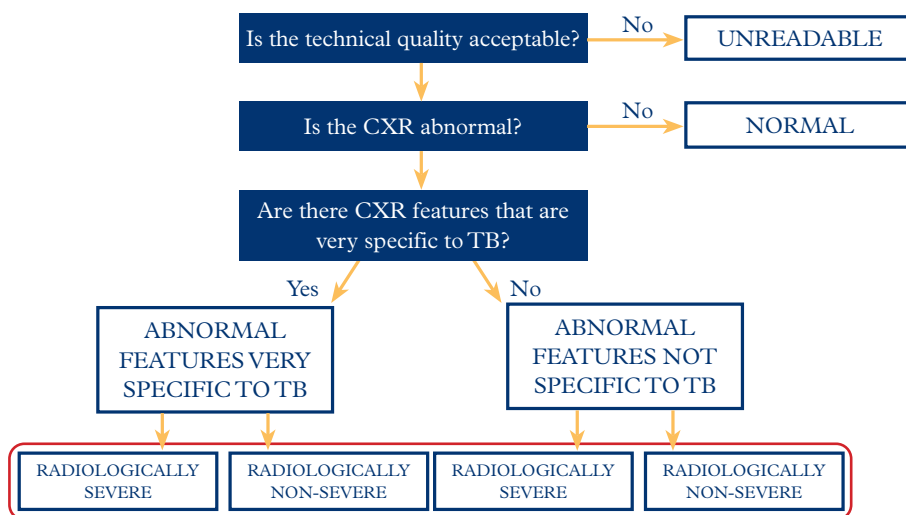 Is the technical quality acceptable?
No
UNREADABLE
Is the CXR abnormal?
No
NORMAL
Are there CXR features that are
very specific to TB?
Yes
No
ABNORMAL
FEATURES VERY
SPECIFIC TO TB
ABNORMAL
FEATURES NOT
SPECIFIC TO TB
RADIOLOGICALLY
SEVERE
RADIOLOGICALLY
NON-SEVERE
RADIOLOGICALLY
SEVERE
RADIOLOGICALLY
NON-SEVERE